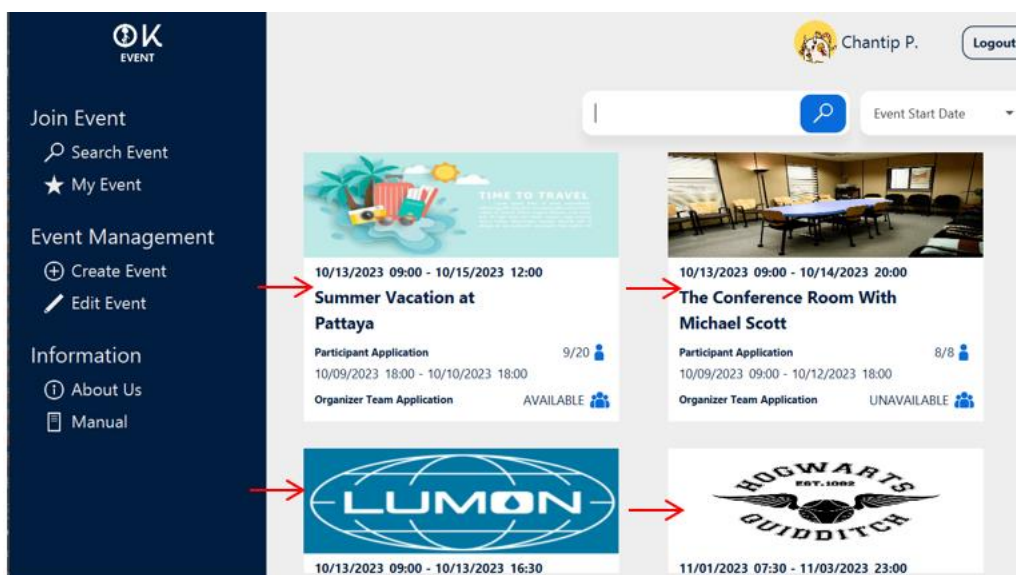 OK
EVENT
Chantip P.
Logout
Join Event
Search Event
My Event
Event Management
Create Event
Edit Event
Information
About Us
Manual
Event Start Date
TIME TO TRAVEL
10/13/2023 09:00 - 10/15/2023 12:00
Summer Vacation at
Pattaya
Participant Application 9/20
10/09/2023 18:00 - 10/10/2023 18:00
Organizer Team Application AVAILABLE
10/13/2023 09:00 - 10/14/2023 20:00
The Conference Room With
Michael Scott
Participant Application 8/8
10/09/2023 09:00 - 10/12/2023 18:00
Organizer Team Application UNAVAILABLE
LUMON
10/13/2023 09:00 - 10/13/2023 16:30
HOGWARTS
QUIDDITCH
11/01/2023 07:30 - 11/03/2023 23:00